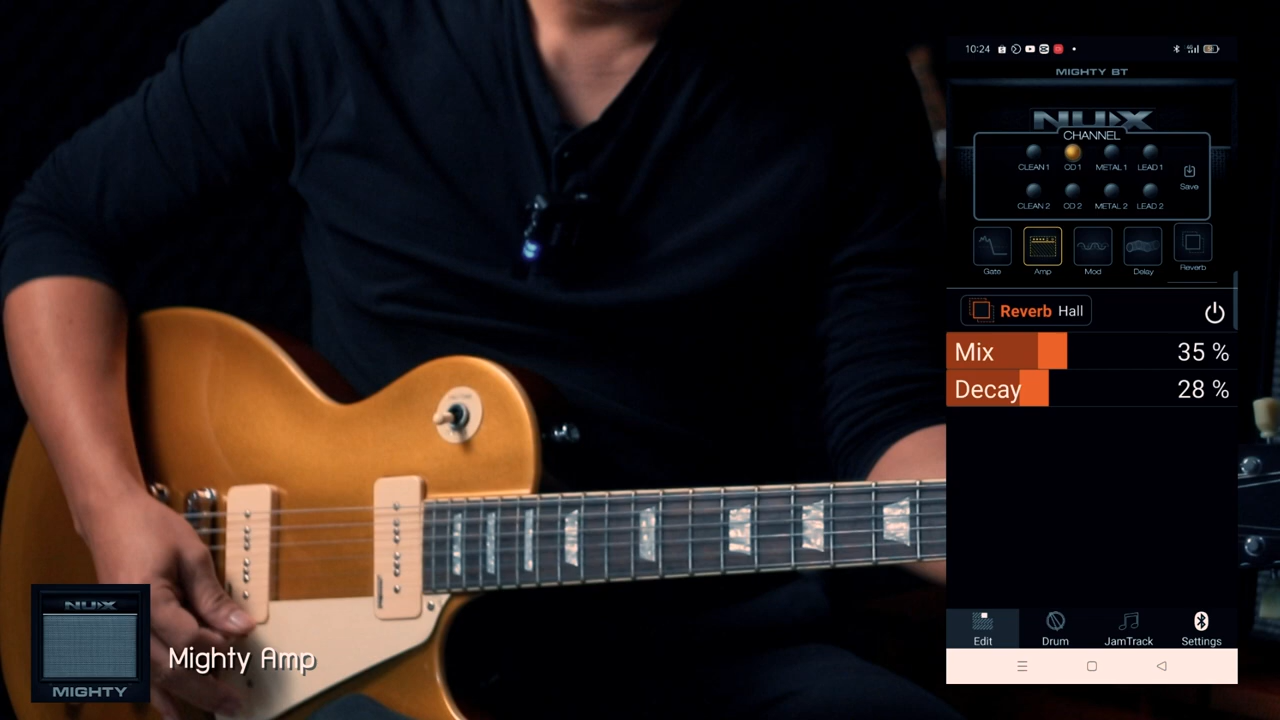 10:24
MIGHTY BT
NUX
CHANNEL
CLEAN 1 OD 1 METAL 1 LEAD 1
Save
CLEAN 2 OD 2 METAL 2 LEAD 2
Gate Amp Mod Delay Reverb
Reverb Hall
Mix 35 %
Decay 28 %
Edit Drum JamTrack Settings
NUX
MIGHTY
Mighty Amp